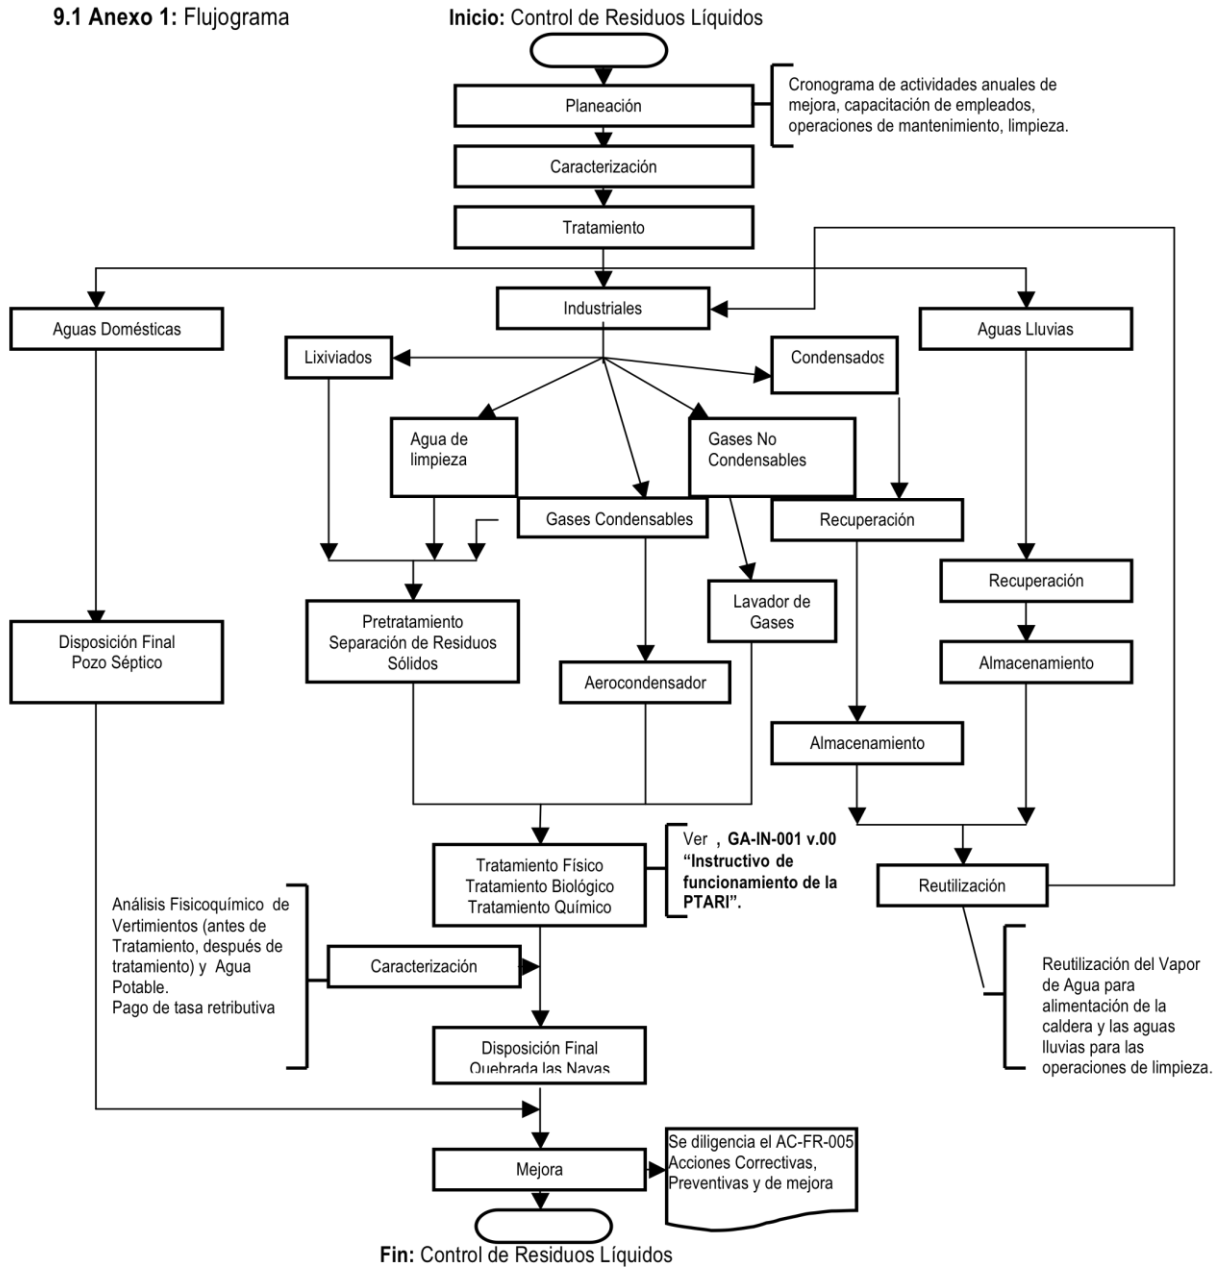 9.1 Anexo 1: Flujograma
Inicio: Control de Residuos Líquidos
Planeación
Cronograma de actividades anuales de
mejora, capacitación de empleados,
operaciones de mantenimiento, limpieza.
Caracterización
Tratamiento
Aguas Domésticas
Industriales
Aguas Lluvias
Lixiviados
Condensados
Agua de
limpieza
Gases No
Condensables
Gases Condensables
Recuperación
Recuperación
Lavador de
Gases
Pretratamiento
Separación de Residuos
Sólidos
Disposición Final
Pozo Séptico
Aerocondensador
Almacenamiento
Almacenamiento
Tratamiento Físico
Tratamiento Biológico
Tratamiento Químico
Ver , GA-IN-001 v.00
“Instructivo de
funcionamiento de la
PTARI”.
Reutilización
Análisis Fisicoquímico de
Vertimientos (antes de
Tratamiento, después de
tratamiento) y Agua
Potable.
Pago de tasa retributiva
Caracterización
Reutilización del Vapor
de Agua para
alimentación de la
caldera y las aguas
lluvias para las
operaciones de limpieza.
Disposición Final
Quebrada las Navas
Mejora
Se diligencia el AC-FR-005
Acciones Correctivas,
Preventivas y de mejora
Fin: Control de Residuos Líquidos